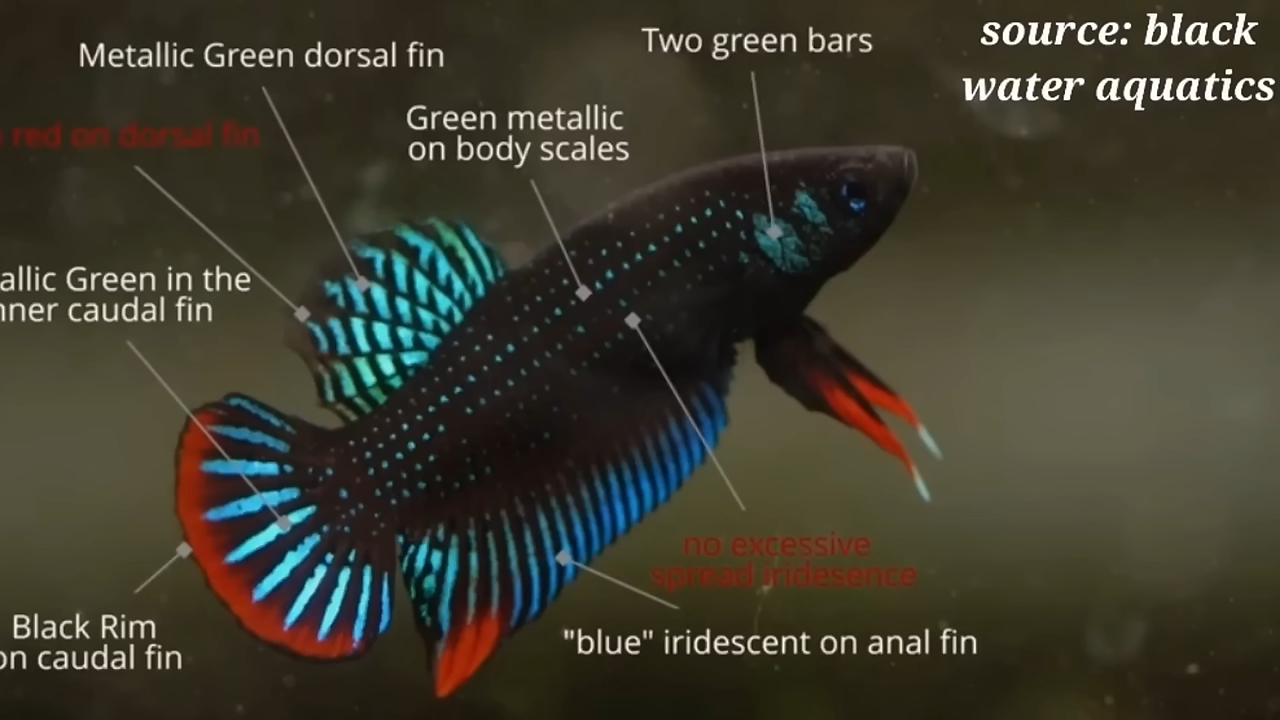 source: black
water aquatics
Two green bars
Metallic Green dorsal fin
Green metallic
on body scales
red on dorsal fin
allic Green in the
nner caudal fin
no excessive
spread iridesence
Black Rim
on caudal fin
"blue" iridescent on anal fin